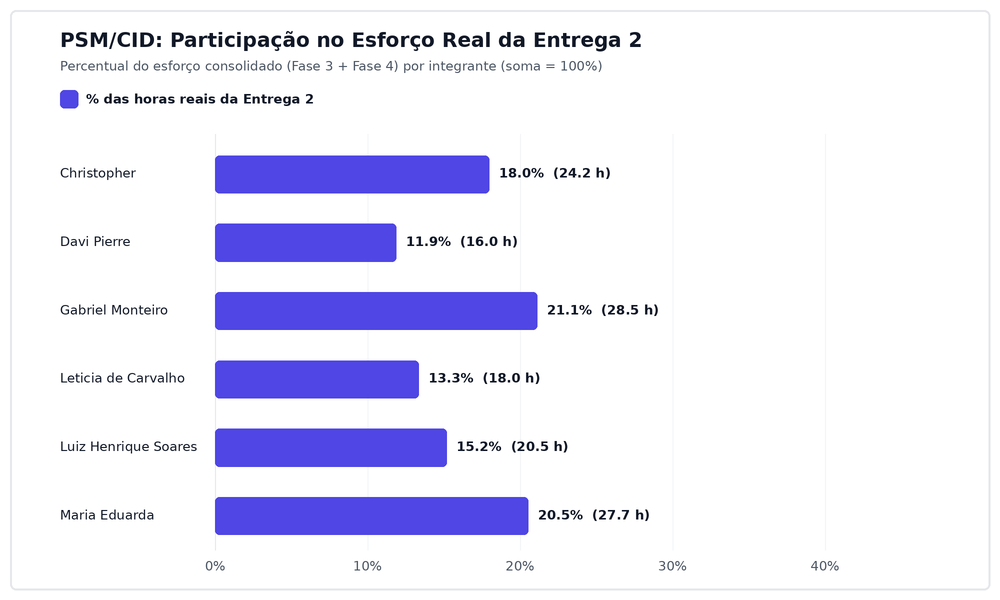 PSM/CID: Participação no Esforço Real da Entrega 2
Percentual do esforço consolidado (Fase 3 + Fase 4) por integrante (soma = 100%)
% das horas reais da Entrega 2
Christopher 18.0% (24.2 h)
Davi Pierre 11.9% (16.0 h)
Gabriel Monteiro 21.1% (28.5 h)
Leticia de Carvalho 13.3% (18.0 h)
Luiz Henrique Soares 15.2% (20.5 h)
Maria Eduarda 20.5% (27.7 h)
0% 10% 20% 30% 40%